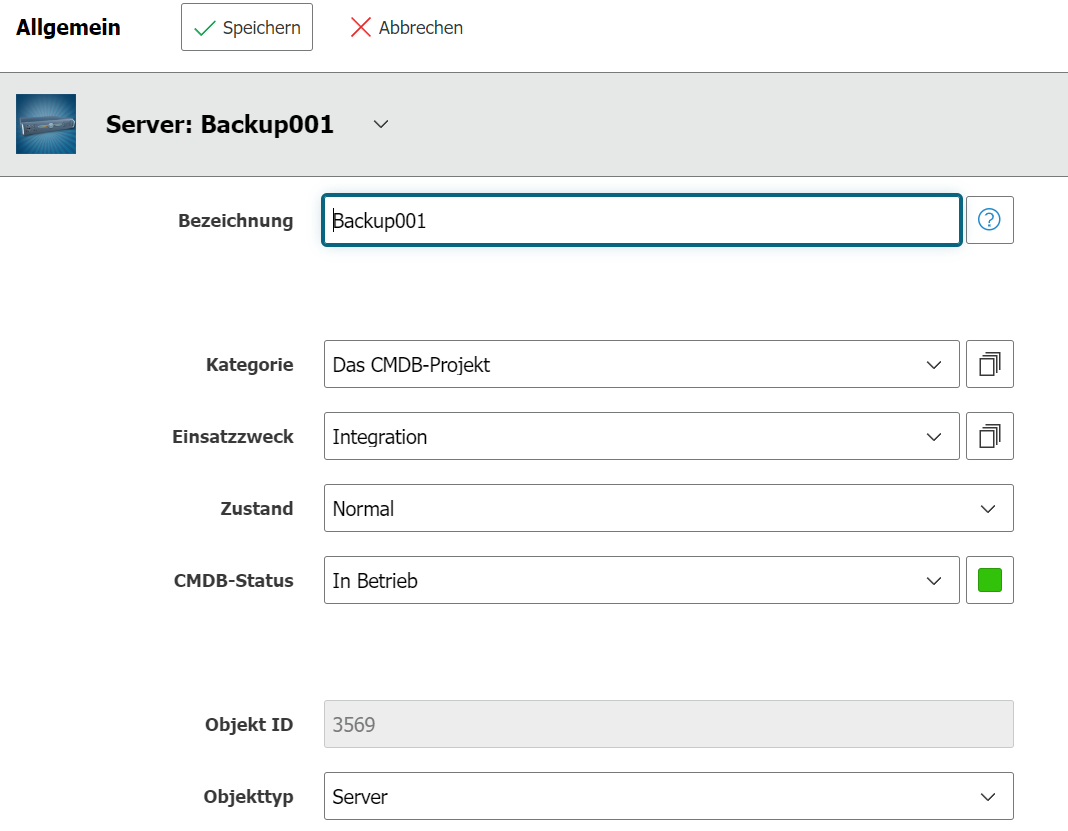 Allgemein Speichern Abbrechen
Server: Backup001
Bezeichnung Backup001
Kategorie Das CMDB-Projekt
Einsatzzweck Integration
Zustand Normal
CMDB-Status In Betrieb
Objekt ID 3569
Objekttyp Server